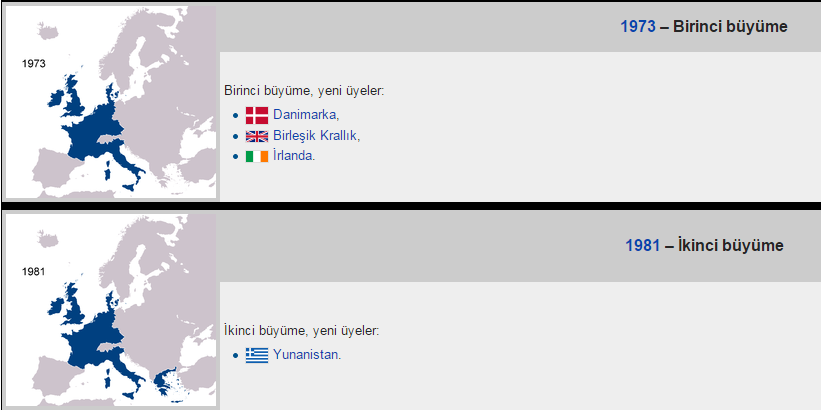 1973
1973 – Birinci büyüme
Birinci büyüme, yeni üyeler:
Danimarka,
Birleşik Krallık,
İrlanda.
1981
1981 – İkinci büyüme
İkinci büyüme, yeni üyeler:
Yunanistan.